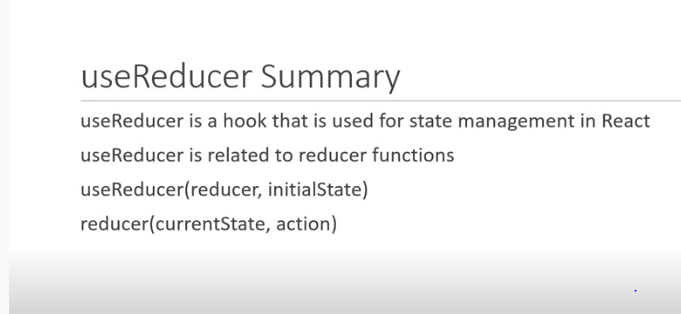 useReducer Summary
useReducer is a hook that is used for state management in React
useReducer is related to reducer functions
useReducer(reducer, initialState)
reducer(currentState, action)